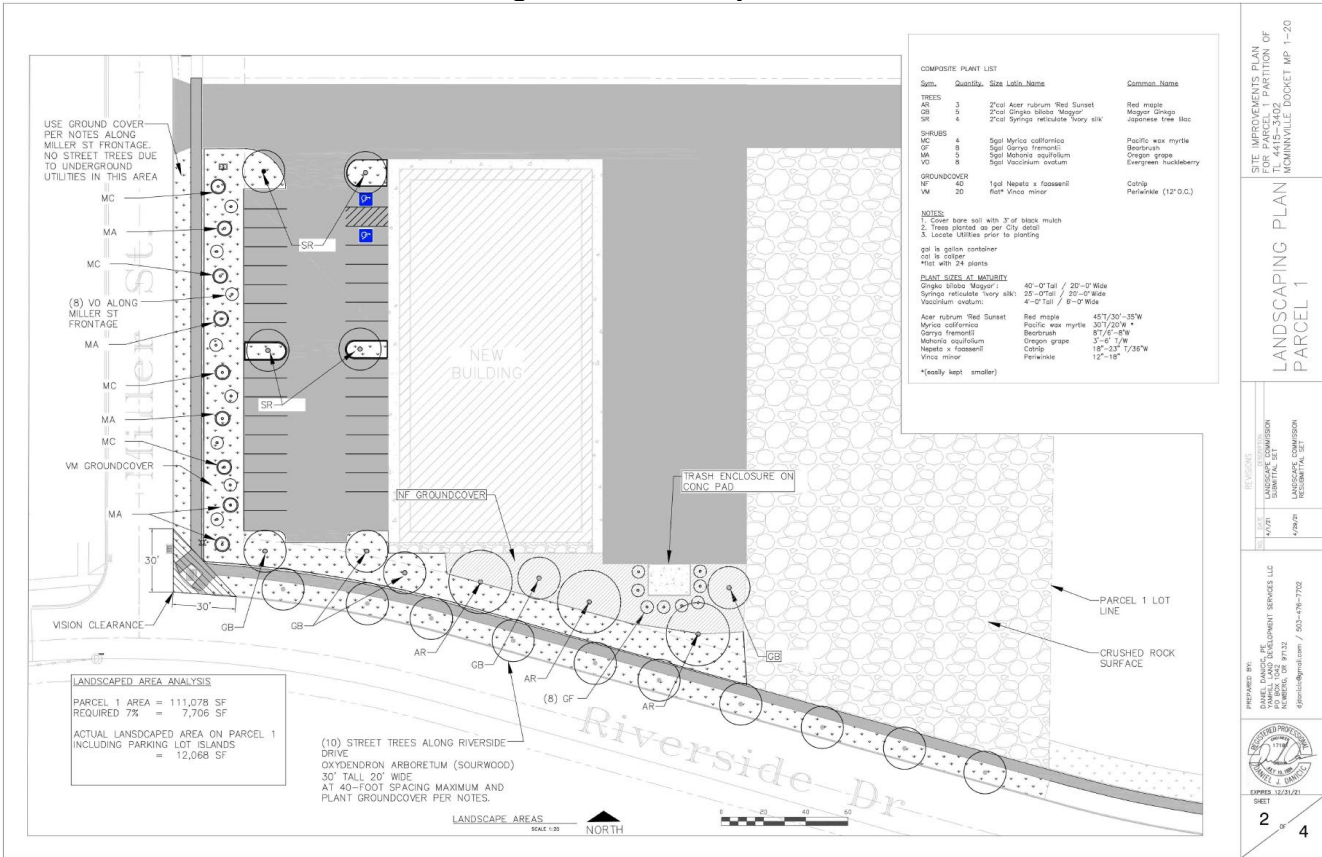 USE GROUND COVER
PER NOTES ALONG
MILLER ST FRONTAGE.
NO STREET TREES DUE
TO UNDERGROUND
UTILITIES IN THIS AREA
MC
MA
MC
(8) VO ALONG
MILLER ST
FRONTAGE
MA
MC
MA
MC
VM GROUNDCOVER
MA
30'
30'
VISION CLEARANCE
Miller St.
SR
SR
NEW
BUILDING
NF GROUNDCOVER
TRASH ENCLOSURE ON
CONC PAD
GB
GB
AR
GB
AR
(8) GF
AR
GB
PARCEL 1 LOT
LINE
CRUSHED ROCK
SURFACE
Riverside Dr
LANDSCAPED AREA ANALYSIS
PARCEL 1 AREA = 111,078 SF
REQUIRED 7% = 7,706 SF
ACTUAL LANSDCAPED AREA ON PARCEL 1
INCLUDING PARKING LOT ISLANDS
= 12,068 SF
(10) STREET TREES ALONG RIVERSIDE
DRIVE
OXYDENDRON ARBORETUM (SOURWOOD)
30' TALL 20' WIDE
AT 40-FOOT SPACING MAXIMUM AND
PLANT GROUNDCOVER PER NOTES.
LANDSCAPE AREAS
SCALE 1:20
NORTH
0 20 40 60
COMPOSITE PLANT LIST
Sym. Quantity. Size Latin Name Common Name
TREES
AR 3 2"cal Acer rubrum 'Red Sunset Red maple
GB 5 2"cal Gingko biloba 'Magyar' Magyar Ginkgo
SR 4 2"cal Syringa reticulate 'ivory silk' Japanese tree lilac
SHRUBS
MC 4 5gal Myrica californica Pacific wax myrtle
GF 8 5gal Garrya fremontii Bearbrush
MA 5 5gal Mahonia aquifolium Oregon grape
VO 8 5gal Vaccinium ovatum Evergreen huckleberry
GROUNDCOVER
NF 40 1gal Nepeta x faassenii Catnip
VM 20 flat* Vinca minor Periwinkle (12" O.C.)
NOTES:
1. Cover bare soil with 3" of black mulch
2. Trees planted as per City detail
3. Locate Utilities prior to planting
gal is gallon container
cal is caliper
*flat with 24 plants
PLANT SIZES AT MATURITY
Gingko biloba 'Magyar': 40'-0" Tall / 20'-0" Wide
Syringa reticulate 'ivory silk': 25'-0"Tall / 20'-0" Wide
Vaccinium ovatum: 4'-0"Tall / 6'-0" Wide
Acer rubrum 'Red Sunset Red maple 45'T/30'-35'W
Myrica californica Pacific wax myrtle 30'T/20'W *
Garrya fremontii Bearbrush 8'T/6'-8'W
Mahonia aquifolium Oregon grape 3'-6' T/W
Nepeta x faassenii Catnip 18"-23" T/36"W
Vinca minor Periwinkle 12"-18"
*(easily kept smaller)
SITE IMPROVEMENTS PLAN
FOR PARCEL 1 PARTITION OF
TL 4415-3402
MCMINNVILLE DOCKET MP 1-20
LANDSCAPING PLAN
PARCEL 1
REVISIONS
NO. DATE DESCRIPTION
4/1/21 LANDSCAPE COMMISSION
SUBMITTAL SET
4/29/21 LANDSCAPE COMMISSION
RESUBMITTAL SET
PREPARED BY:
DANIEL DANICIC, PE
YAMHILL LAND DEVELOPMENT SERVICES LLC
PO BOX 1042
NEWBERG, OR 97132
djdanicic@gmail.com / 503-476-7702
REGISTERED PROFESSIONAL
ENGINEER
OREGON
DANIEL J. DANICIC
EXPIRES 12/31/21
SHEET
2 OF 4